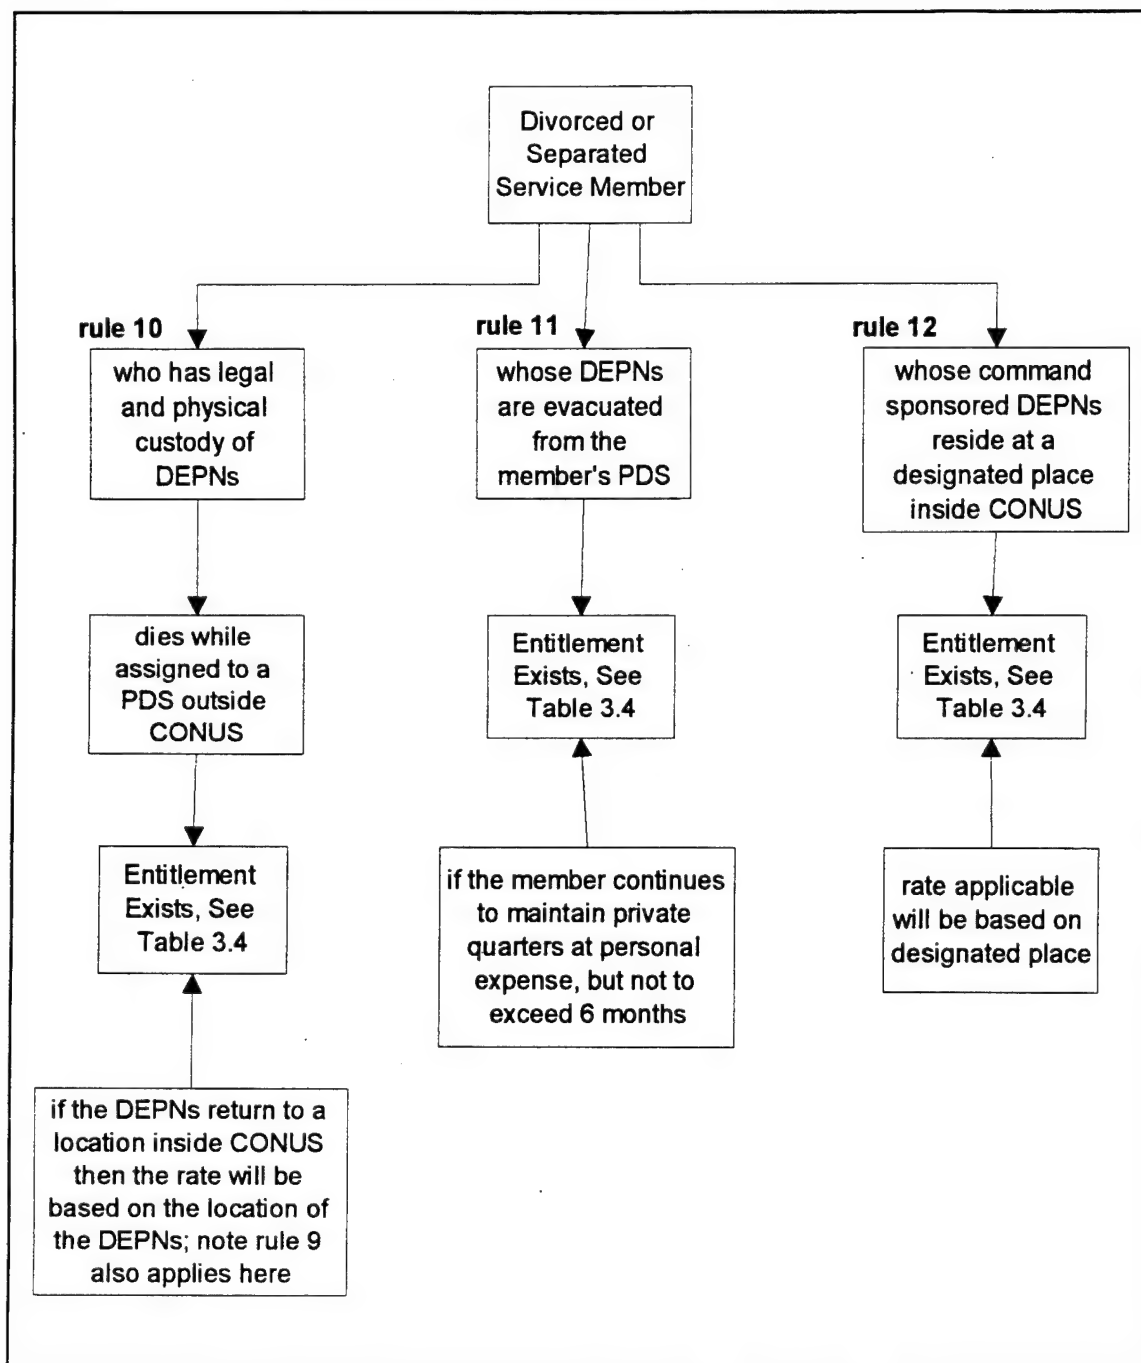 Divorced or
Separated
Service Member
rule 10
who has legal
and physical
custody of
DEPNs
dies while
assigned to a
PDS outside
CONUS
Entitlement
Exists, See
Table 3.4
if the DEPNs return to a
location inside CONUS
then the rate will be
based on the location of
the DEPNs; note rule 9
also applies here
rule 11
whose DEPNs
are evacuated
from the
member's PDS
Entitlement
Exists, See
Table 3.4
if the member continues
to maintain private
quarters at personal
expense, but not to
exceed 6 months
rule 12
whose command
sponsored DEPNs
reside at a
designated place
inside CONUS
Entitlement
Exists, See
Table 3.4
rate applicable
will be based on
designated place